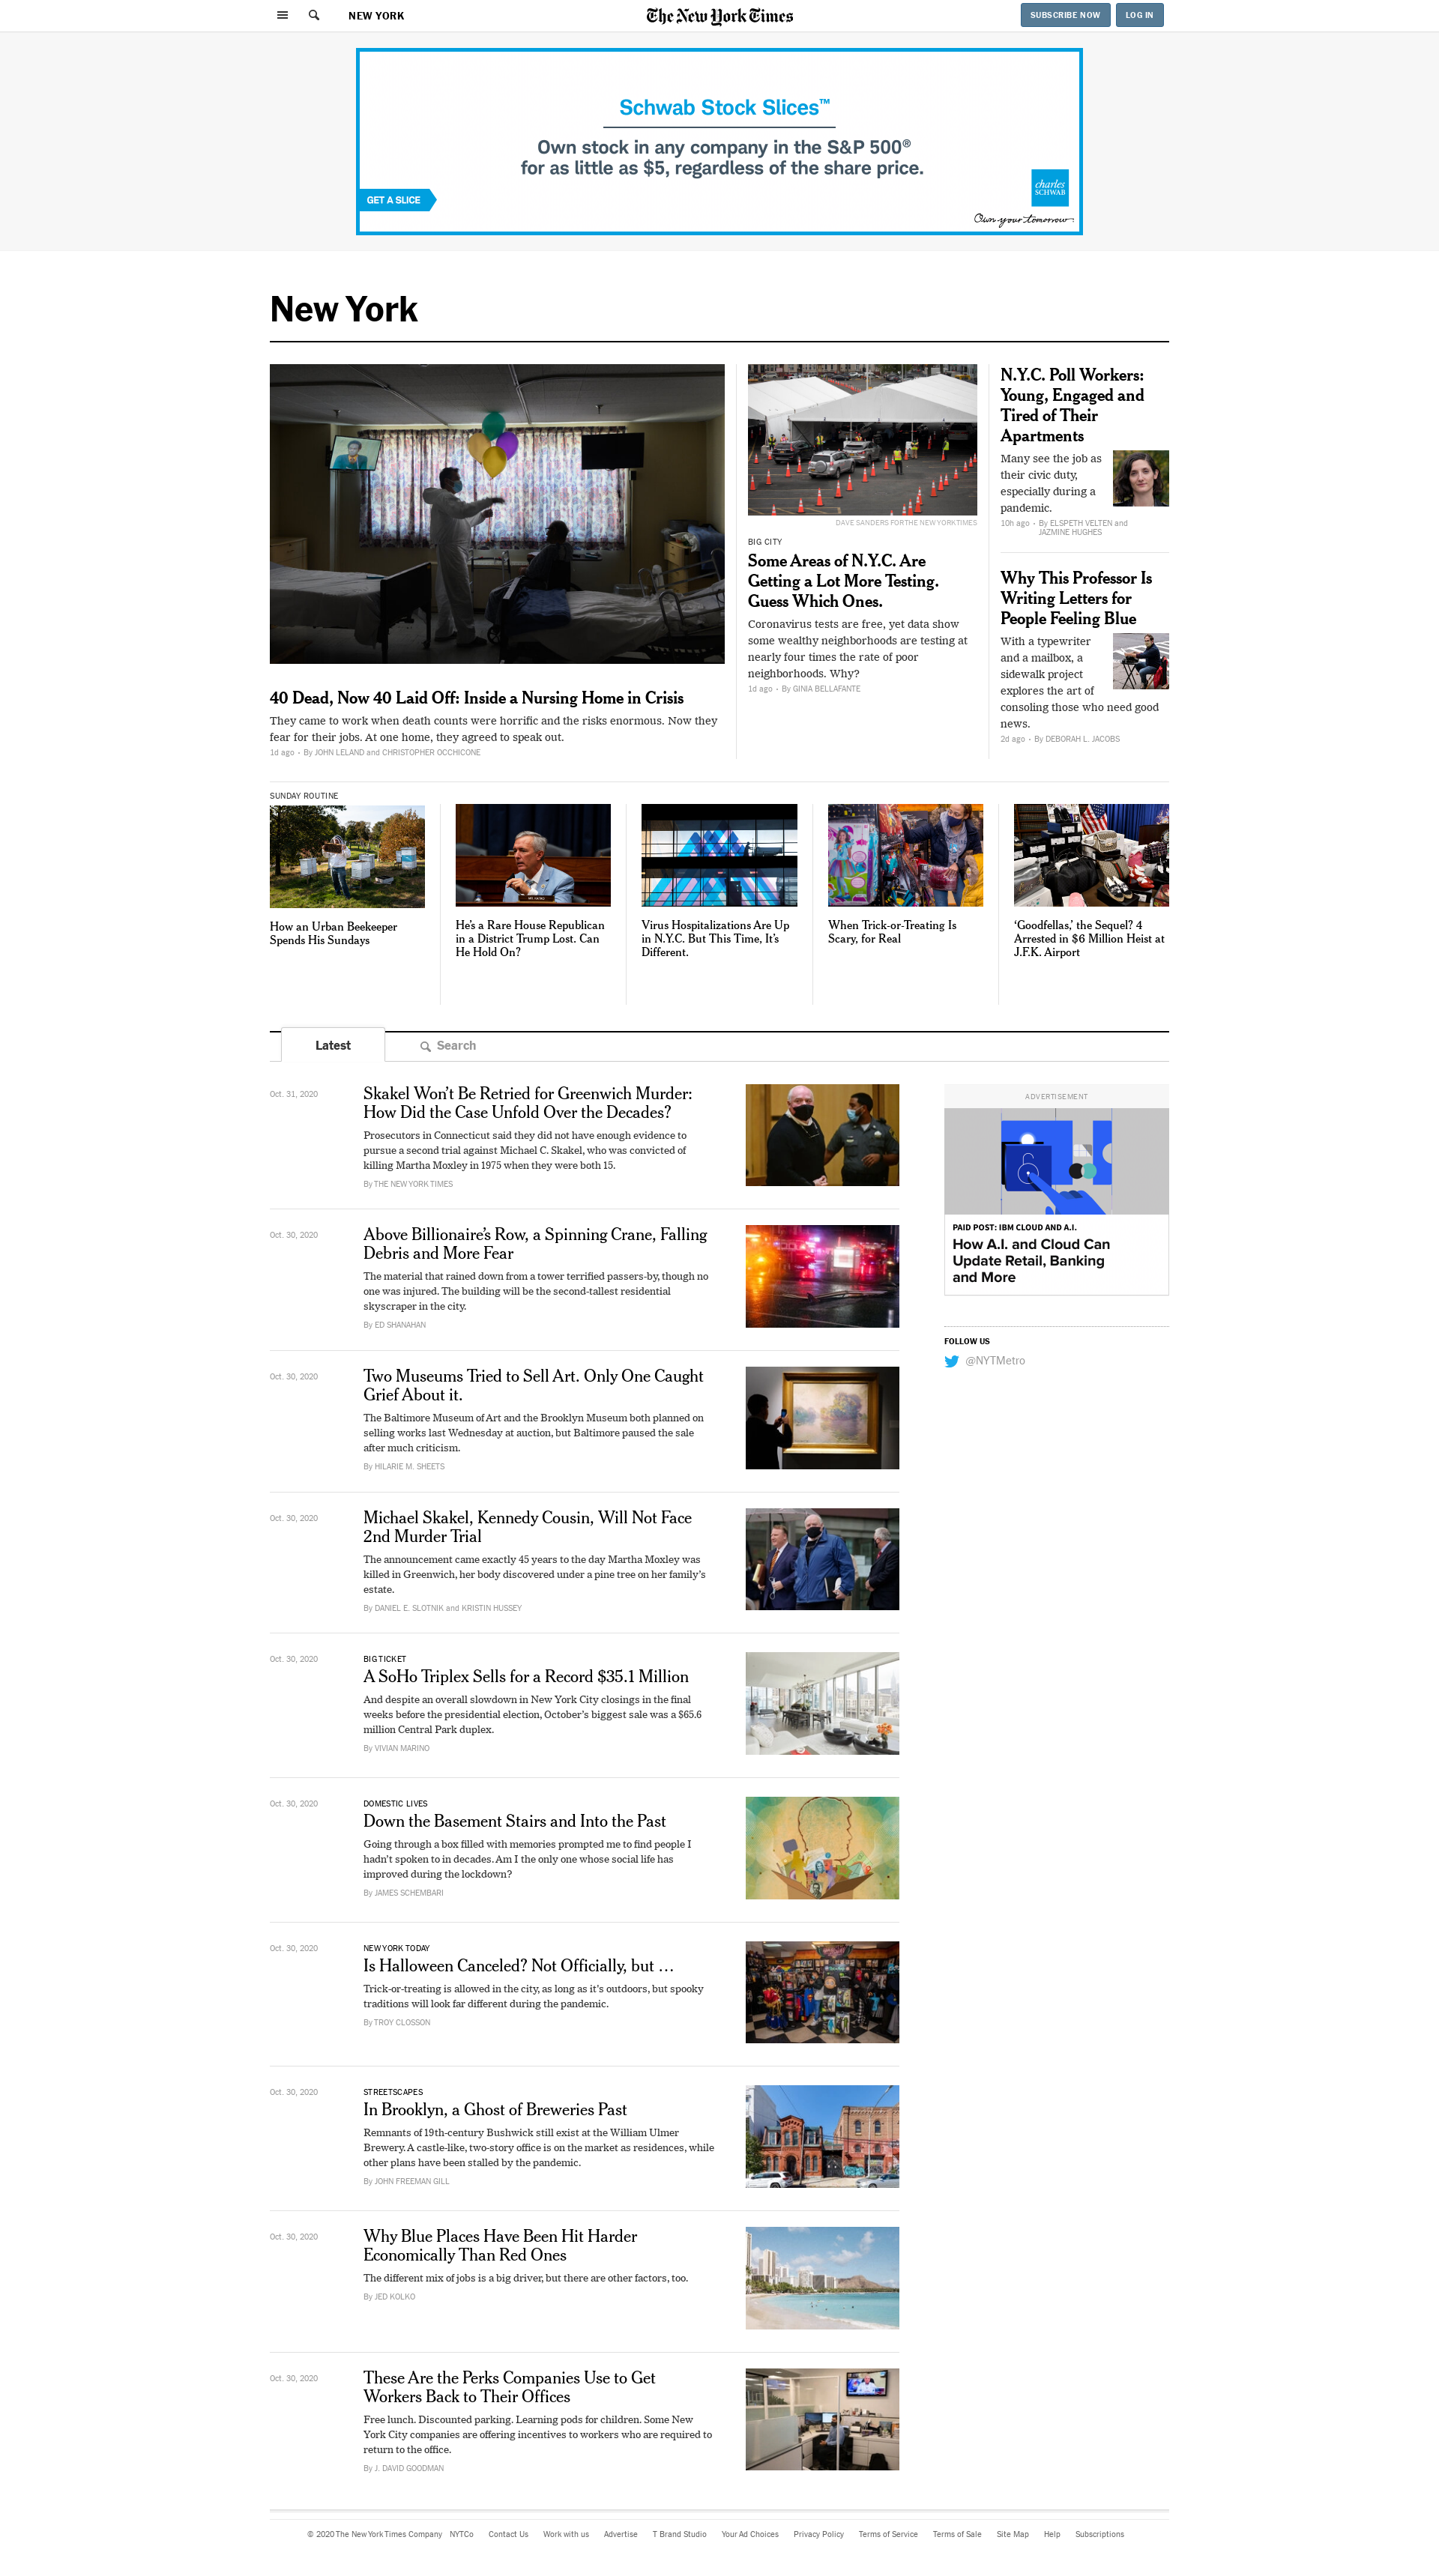 NEW YORK
The New York Times
SUBSCRIBE NOW
LOG IN
Schwab Stock Slices™
Own stock in any company in the S&P 500®
for as little as $5, regardless of the share price.
GET A SLICE
charles
SCHWAB
Own your tomorrow
New York
40 Dead, Now 40 Laid Off: Inside a Nursing Home in Crisis
They came to work when death counts were horrific and the risks enormous. Now they
fear for their jobs. At one home, they agreed to speak out.
1d ago • By JOHN LELAND and CHRISTOPHER OCCHICONE
DAVE SANDERS FOR THE NEW YORK TIMES
BIG CITY
Some Areas of N.Y.C. Are
Getting a Lot More Testing.
Guess Which Ones.
Coronavirus tests are free, yet data show
some wealthy neighborhoods are testing at
nearly four times the rate of poor
neighborhoods. Why?
1d ago • By GINIA BELLAFANTE
N.Y.C. Poll Workers:
Young, Engaged and
Tired of Their
Apartments
Many see the job as
their civic duty,
especially during a
pandemic.
10h ago • By ELSPETH VELTEN and
JAZMINE HUGHES
Why This Professor Is
Writing Letters for
People Feeling Blue
With a typewriter
and a mailbox, a
sidewalk project
explores the art of
consoling those who need good
news.
2d ago • By DEBORAH L. JACOBS
SUNDAY ROUTINE
How an Urban Beekeeper
Spends His Sundays
He's a Rare House Republican
in a District Trump Lost. Can
He Hold On?
Virus Hospitalizations Are Up
in N.Y.C. But This Time, It's
Different.
When Trick-or-Treating Is
Scary, for Real
‘Goodfellas,’ the Sequel? 4
Arrested in $6 Million Heist at
J.F.K. Airport
Latest
Search
Oct. 31, 2020
Skakel Won't Be Retried for Greenwich Murder:
How Did the Case Unfold Over the Decades?
Prosecutors in Connecticut said they did not have enough evidence to
pursue a second trial against Michael C. Skakel, who was convicted of
killing Martha Moxley in 1975 when they were both 15.
By THE NEW YORK TIMES
ADVERTISEMENT
PAID POST: IBM CLOUD AND A.I.
How A.I. and Cloud Can
Update Retail, Banking
and More
FOLLOW US
@NYTMetro
Oct. 30, 2020
Above Billionaire's Row, a Spinning Crane, Falling
Debris and More Fear
The material that rained down from a tower terrified passers-by, though no
one was injured. The building will be the second-tallest residential
skyscraper in the city.
By ED SHANAHAN
Oct. 30, 2020
Two Museums Tried to Sell Art. Only One Caught
Grief About it.
The Baltimore Museum of Art and the Brooklyn Museum both planned on
selling works last Wednesday at auction, but Baltimore paused the sale
after much criticism.
By HILARIE M. SHEETS
Oct. 30, 2020
Michael Skakel, Kennedy Cousin, Will Not Face
2nd Murder Trial
The announcement came exactly 45 years to the day Martha Moxley was
killed in Greenwich, her body discovered under a pine tree on her family's
estate.
By DANIEL E. SLOTNIK and KRISTIN HUSSEY
Oct. 30, 2020
BIG TICKET
A SoHo Triplex Sells for a Record $35.1 Million
And despite an overall slowdown in New York City closings in the final
weeks before the presidential election, October's biggest sale was a $65.6
million Central Park duplex.
By VIVIAN MARINO
Oct. 30, 2020
DOMESTIC LIVES
Down the Basement Stairs and Into the Past
Going through a box filled with memories prompted me to find people I
hadn't spoken to in decades. Am I the only one whose social life has
improved during the lockdown?
By JAMES SCHEMBARI
Oct. 30, 2020
NEW YORK TODAY
Is Halloween Canceled? Not Officially, but …
Trick-or-treating is allowed in the city, as long as it's outdoors, but spooky
traditions will look far different during the pandemic.
By TROY CLOSSON
Oct. 30, 2020
STREETSCAPES
In Brooklyn, a Ghost of Breweries Past
Remnants of 19th-century Bushwick still exist at the William Ulmer
Brewery. A castle-like, two-story office is on the market as residences, while
other plans have been stalled by the pandemic.
By JOHN FREEMAN GILL
Oct. 30, 2020
Why Blue Places Have Been Hit Harder
Economically Than Red Ones
The different mix of jobs is a big driver, but there are other factors, too.
By JED KOLKO
Oct. 30, 2020
These Are the Perks Companies Use to Get
Workers Back to Their Offices
Free lunch. Discounted parking. Learning pods for children. Some New
York City companies are offering incentives to workers who are required to
return to the office.
By J. DAVID GOODMAN
© 2020 The New York Times Company NYTCo Contact Us Work with us Advertise T Brand Studio Your Ad Choices Privacy Policy Terms of Service Terms of Sale Site Map Help Subscriptions